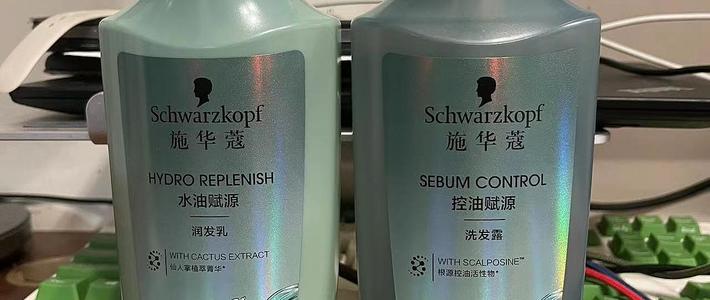 Schwarzkopf
施华蔻
HYDRO REPLENISH
水油赋源
润发乳
WITH CACTUS EXTRACT
仙人掌植萃菁华*
Schwarzkopf
施华蔻
SEBUM CONTROL
控油赋源
洗发露
WITH SCALPOSINE™
根源控油活性物*